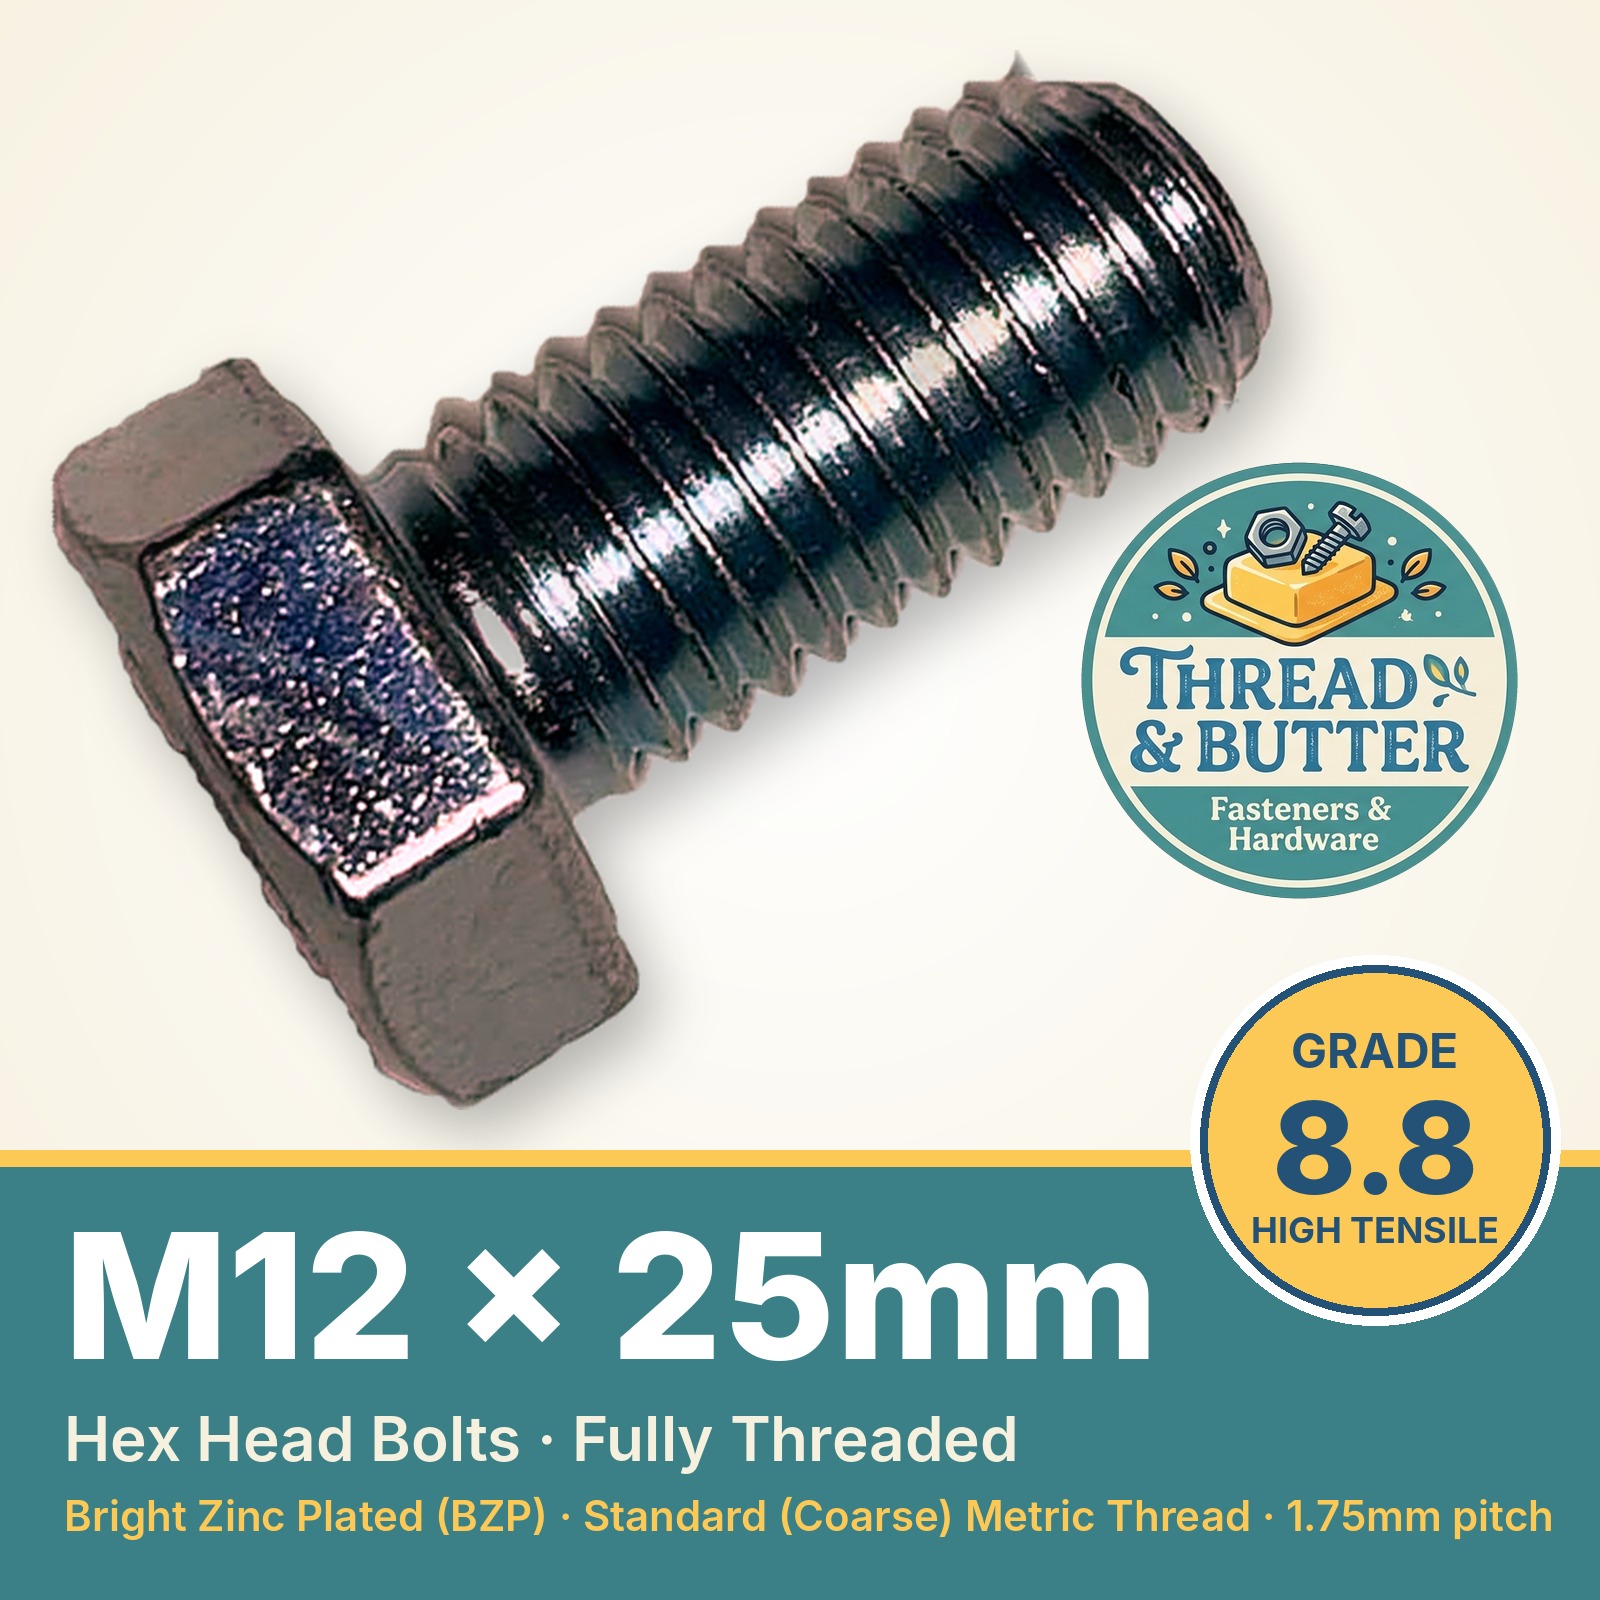 THREAD
& BUTTER
Fasteners &
Hardware
GRADE
8.8
HIGH TENSILE
M12 × 25mm
Hex Head Bolts · Fully Threaded
Bright Zinc Plated (BZP) · Standard (Coarse) Metric Thread · 1.75mm pitch